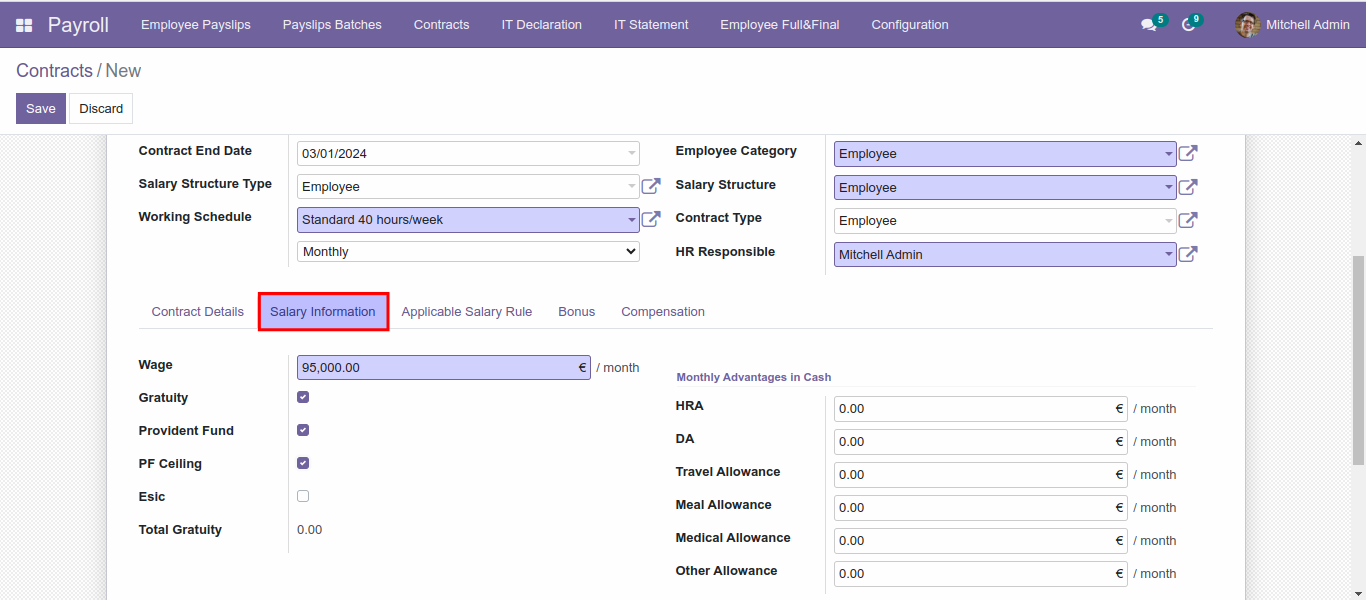 Payroll Employee Payslips Payslips Batches Contracts IT Declaration IT Statement Employee Full&Final Configuration 5 9 Mitchell Admin
Contracts / New
Save Discard
Contract End Date 03/01/2024 Employee Category Employee
Salary Structure Type Employee Salary Structure Employee
Working Schedule Standard 40 hours/week Contract Type Employee
Monthly HR Responsible Mitchell Admin
Contract Details Salary Information Applicable Salary Rule Bonus Compensation
Wage 95,000.00 € / month
Monthly Advantages in Cash
Gratuity HRA 0.00 € / month
Provident Fund DA 0.00 € / month
PF Ceiling Travel Allowance 0.00 € / month
Esic Meal Allowance 0.00 € / month
Total Gratuity 0.00 Medical Allowance 0.00 € / month
Other Allowance 0.00 € / month